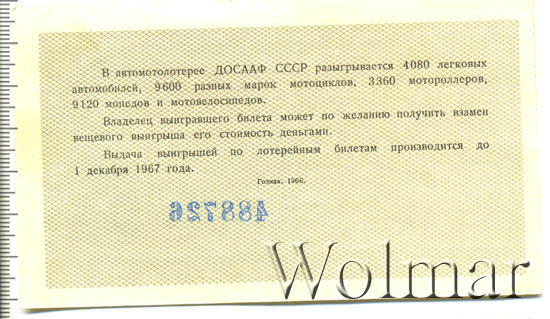 В автомотолотерее ДОСААФ СССР разыгрывается 4080 легковых
автомобилей, 9600 разных марок мотоциклов, 3360 мотороллеров,
9120 мопедов и мотовелосипедов.
Владелец выигравшего билета может по желанию получить взамен
вещевого выигрыша его стоимость деньгами.
Выдача выигрышей по лотерейным билетам производится до
1 декабря 1967 года.
Гознак. 1966.
488726
Wolmar